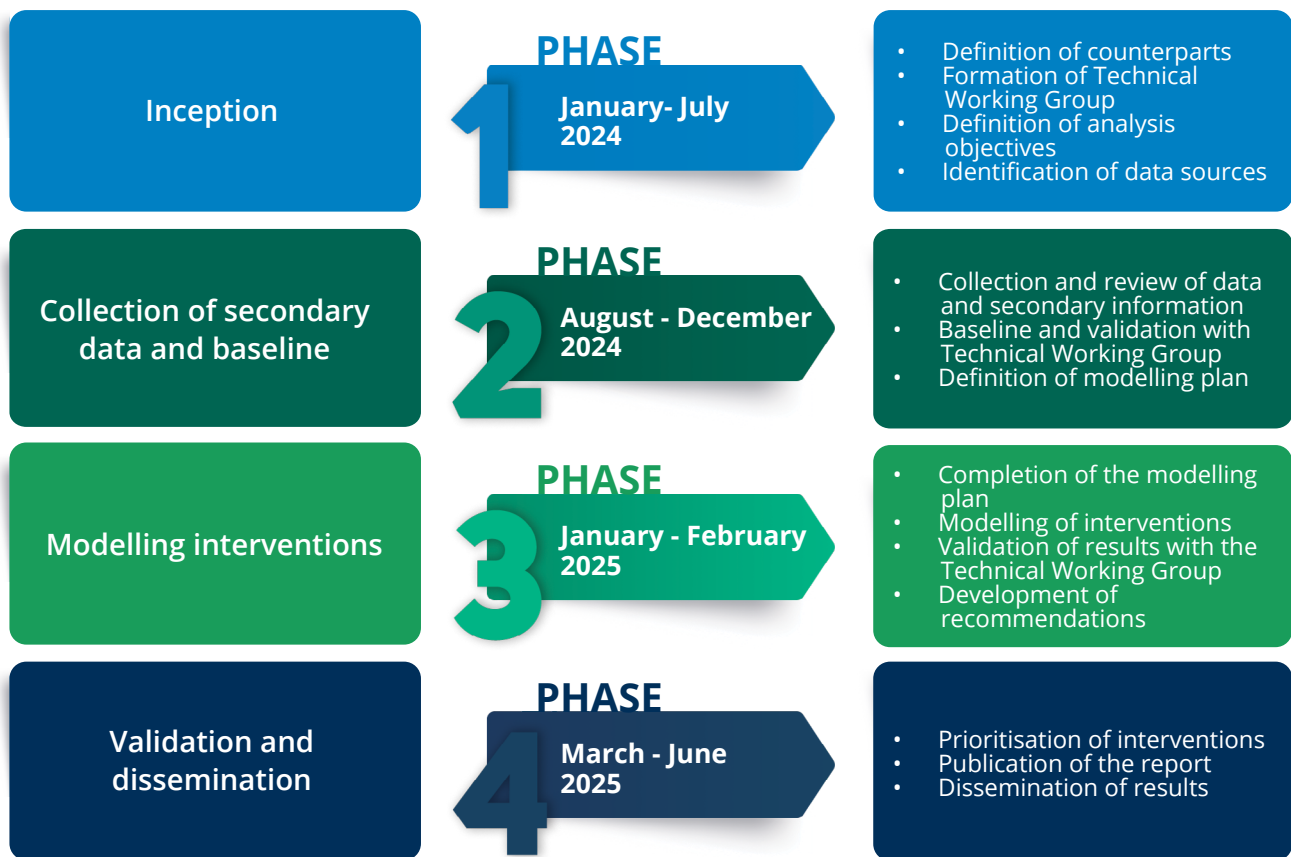 Inception
PHASE
1
January- July
2024
• Definition of counterparts
• Formation of Technical
Working Group
• Definition of analysis
objectives
• Identification of data sources
Collection of secondary
data and baseline
PHASE
2
August - December
2024
• Collection and review of data
and secondary information
• Baseline and validation with
Technical Working Group
• Definition of modelling plan
Modelling interventions
PHASE
3
January - February
2025
• Completion of the modelling
plan
• Modelling of interventions
• Validation of results with the
Technical Working Group
• Development of
recommendations
Validation and
dissemination
PHASE
4
March - June
2025
• Prioritisation of interventions
• Publication of the report
• Dissemination of results